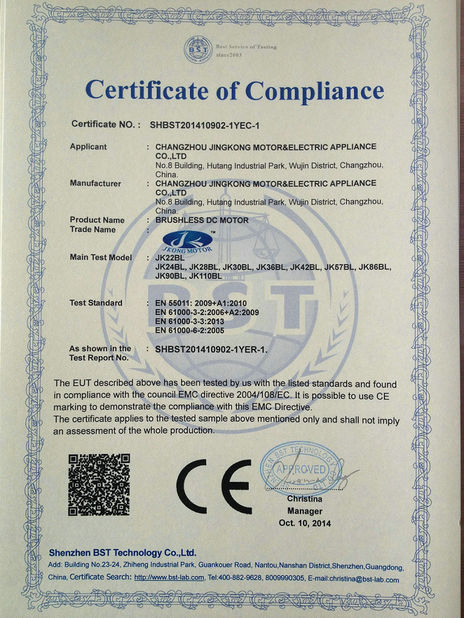 BST
Best Service of Testing
since2003
Certificate of Compliance
Certificate NO. : SHBST201410902-1YEC-1
Applicant : CHANGZHOU JINGKONG MOTOR&ELECTRIC APPLIANCE
CO.,LTD
No.8 Building, Hutang Industrial Park, Wujin District, Changzhou,
China.
Manufacturer : CHANGZHOU JINGKONG MOTOR&ELECTRIC APPLIANCE
CO.,LTD
No.8 Building, Hutang Industrial Park, Wujin District, Changzhou,
China.
Product Name : BRUSHLESS DC MOTOR
Trade Name : JK TM
JKONG MOTOR
Main Test Model : JK22BL
JK24BL, JK28BL, JK30BL, JK36BL, JK42BL, JK57BL, JK86BL,
JK90BL, JK110BL
BST
Test Standard : EN 55011: 2009+A1:2010
EN 61000-3-2:2006+A2:2009
EN 61000-3-3:2013
EN 61000-6-2:2005
As shown in the : SHBST201410902-1YER-1.
Test Report No.
The EUT described above has been tested by us with the listed standards and found
in compliance with the council EMC directive 2004/108/EC. It is possible to use CE
marking to demonstrate the compliance with this EMC Directive.
The certificate applies to the tested sample above mentioned only and shall not imply
an assessment of the whole production.
CE
BST TECHNOLOGY
APPROVED
Christina
Manager
Oct. 10, 2014
Shenzhen BST Technology Co.,Ltd.
Add: Building No.23-24, Zhiheng Industrial Park, Guankouer Road, Nantou,Nanshan District,Shenzhen,Guangdong,
China, Certificate Search: http://www.bst-lab.com, Tel:400-882-9628, 8009990305, E-mail:christina@bst-lab.com